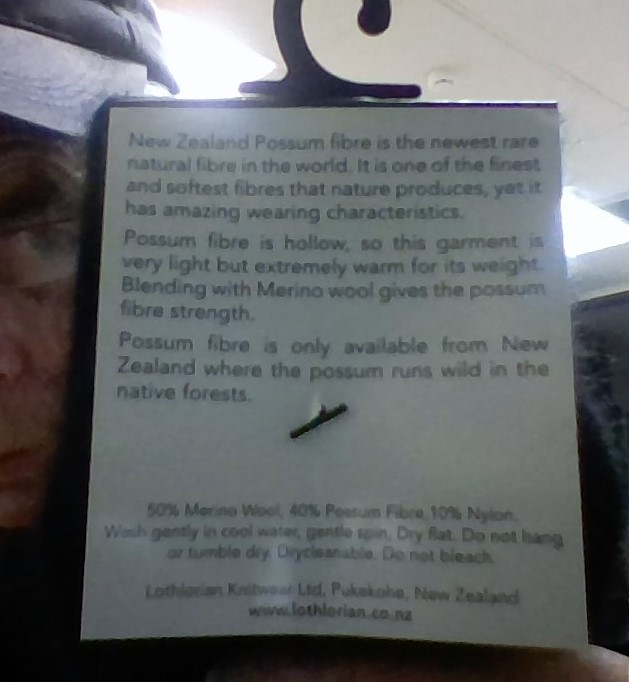 New Zealand Possum fibre is the newest rare
natural fibre in the world. It is one of the finest
and softest fibres that nature produces, yet it
has amazing wearing characteristics.
Possum fibre is hollow, so this garment is
very light but extremely warm for its weight.
Blending with Merino wool gives the possum
fibre strength.
Possum fibre is only available from New
Zealand where the possum runs wild in the
native forests.
50% Merino Wool, 40% Possum Fibre, 10% Nylon.
Wash gently in cool water, gentle spin. Dry flat. Do not hang
or tumble dry. Drycleanable. Do not bleach.
Lothlorian Knitwear Ltd, Pukekohe, New Zealand
www.lothlorian.co.nz